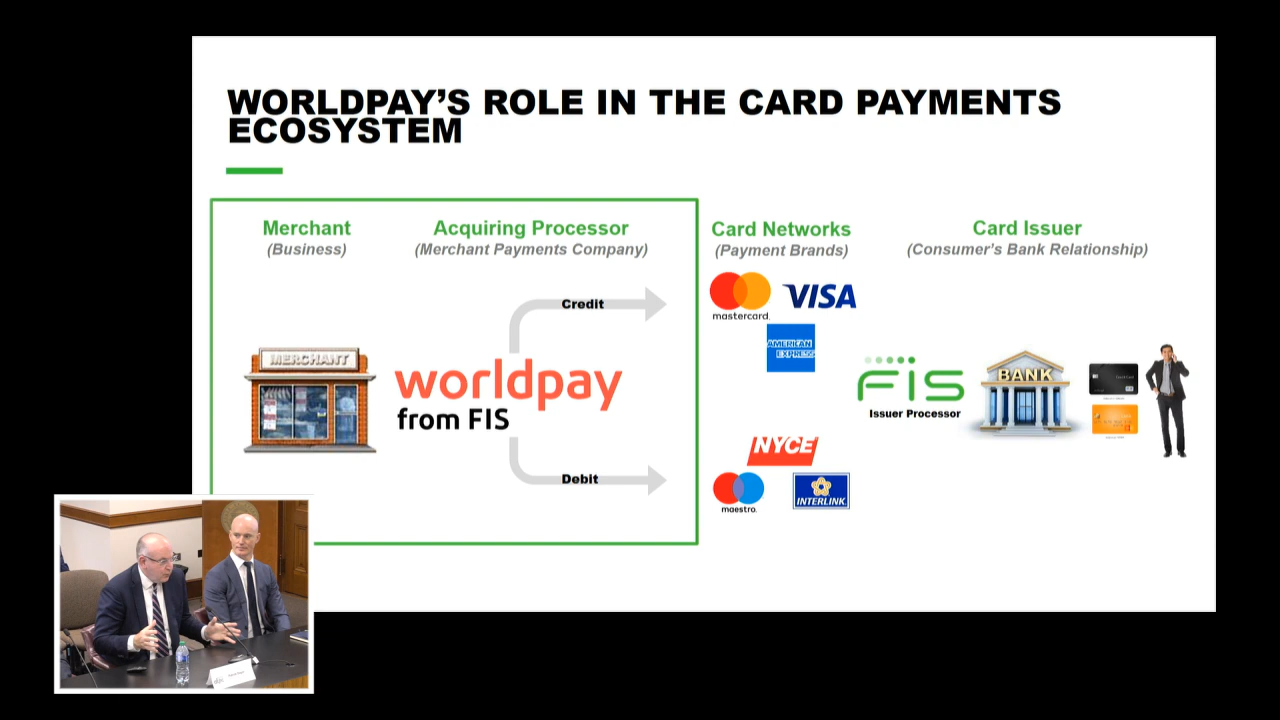 WORLDPAY'S ROLE IN THE CARD PAYMENTS
ECOSYSTEM
Merchant
(Business)
Acquiring Processor
(Merchant Payments Company)
Card Networks
(Payment Brands)
Card Issuer
(Consumer's Bank Relationship)
Credit
mastercard.
VISA
AMERICAN
EXPRESS
MERCHANT
worldpay
from FIS
FIS
Issuer Processor
BANK
Debit
NYCE
maestro.
INTERLINK